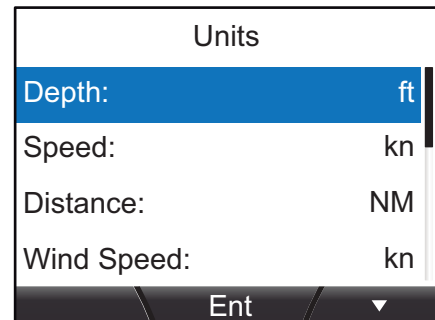 Units
Depth: ft
Speed: kn
Distance: NM
Wind Speed: kn
Ent